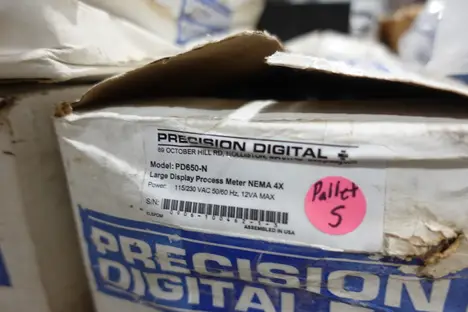 PRECISION DIGITAL
89 OCTOBER HILL RD, HOLLISTON,
Model: PD650-N
Large Display Process Meter NEMA 4X
Power: 115/230 VAC 50/60 Hz, 12VA MAX
S/N:
ASSEMBLED IN USA
Pallet
5
PRECISION
DIGITAL